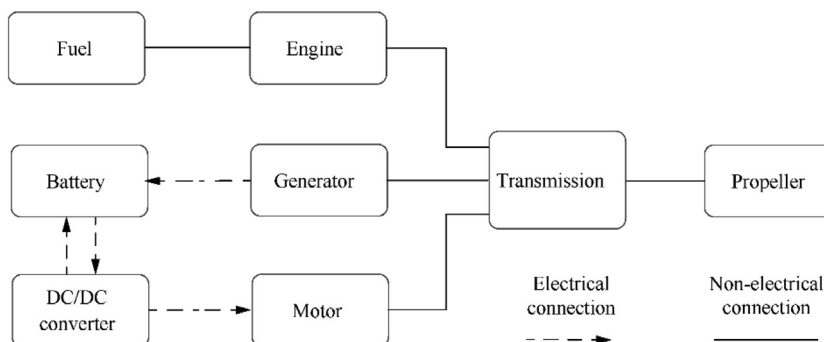 Fuel
Engine
Battery
Generator
Transmission
Propeller
DC/DC
converter
Motor
Electrical
connection
Non-electrical
connection